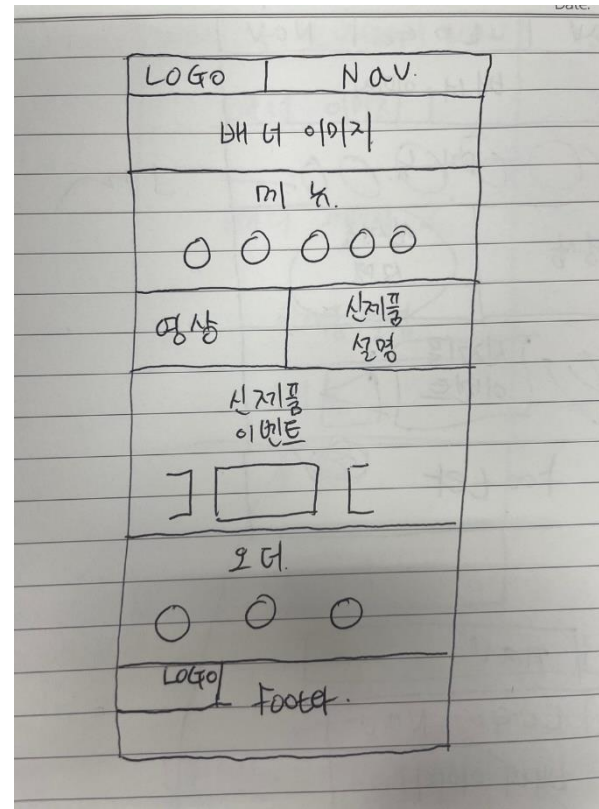 Date.
LOGO Nav.
배너 이미지
메뉴.
영상
신제품
설명
신제품
이벤트
오더.
LOGO
Footer.